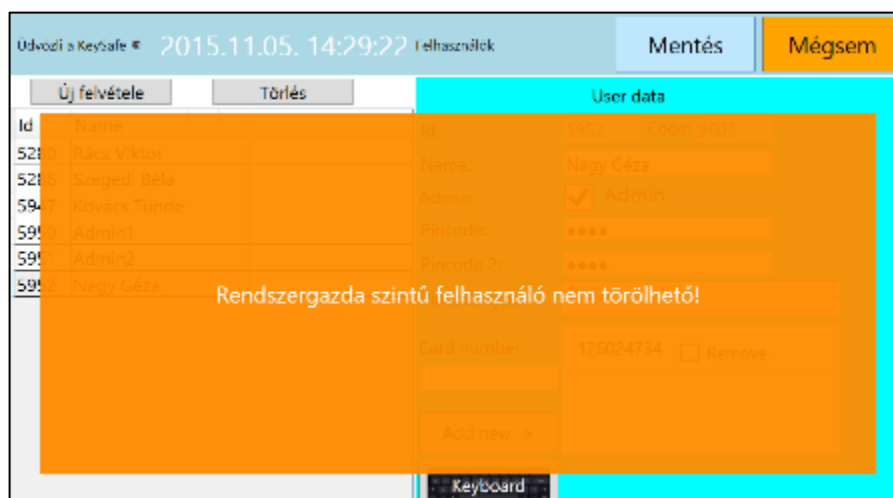 Üdvözli a KeySafe ® 2015.11.05. 14:29:22 Felhasználók Mentés Mégsem
Új felvétele Törlés User data
Id Name Id: 5952 Code: 9603
5280 Rácz Viktor Name: Nagy Géza
5286 Szegedi Béla Admin: Admin
5947 Kovács Tünde Pincode: ●●●●
5950 Admin1 Pincode 2: ●●●●
5951 Admin2
5952 Nagy Géza
Rendszergazda szintű felhasználó nem törölhető!
Card number 126024734 Remove
Add new ->
Keyboard